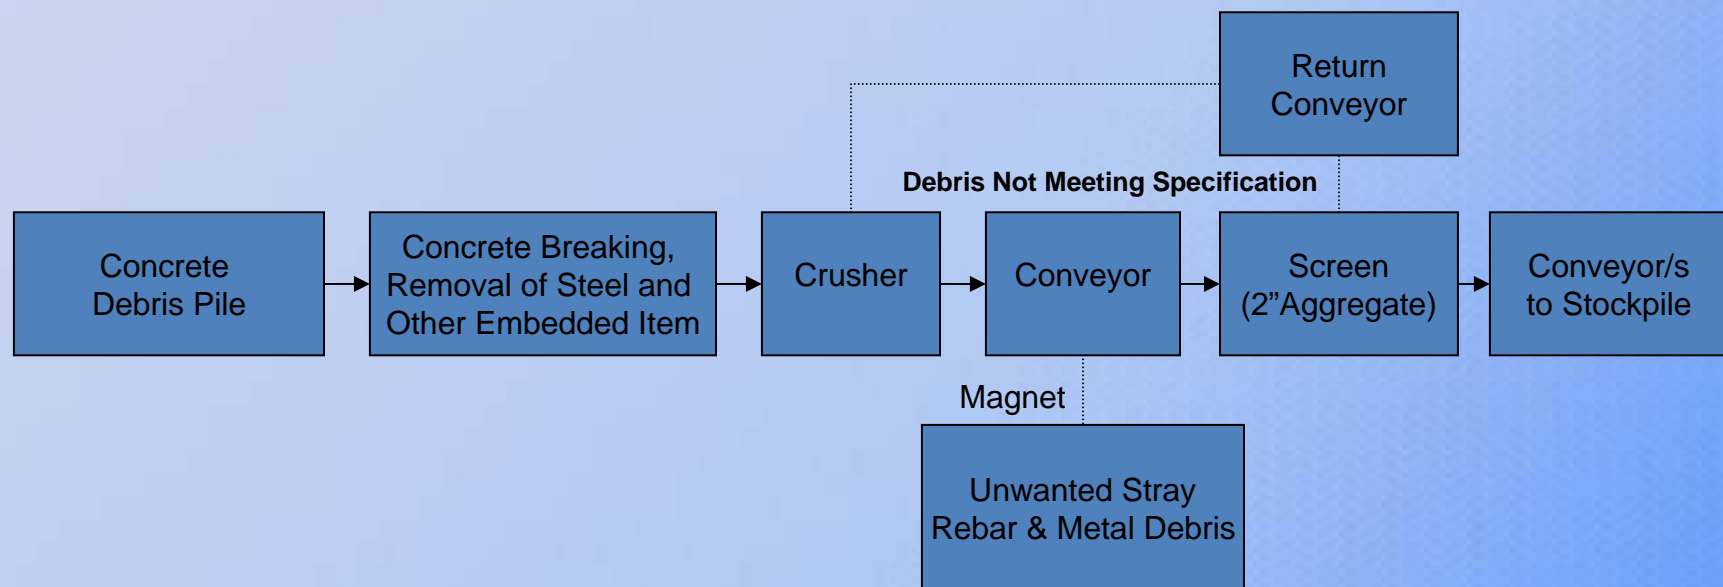 Return
Conveyor
Debris Not Meeting Specification
Concrete
Debris Pile
Concrete Breaking,
Removal of Steel and
Other Embedded Item
Crusher
Conveyor
Screen
(2”Aggregate)
Conveyor/s
to Stockpile
Magnet
Unwanted Stray
Rebar & Metal Debris